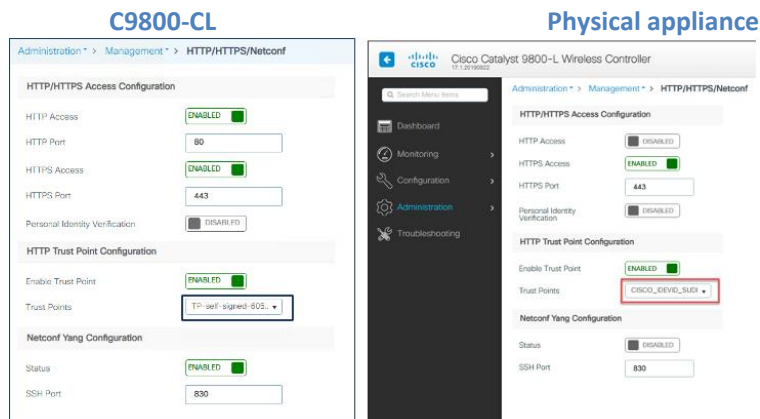 C9800-CL
Physical appliance
Administration > Management > HTTP/HTTPS/Netconf
HTTP/HTTPS Access Configuration
HTTP Access
ENABLED
HTTP Port
80
HTTPS Access
ENABLED
HTTPS Port
443
Personal Identity Verification
DISABLED
HTTP Trust Point Configuration
Enable Trust Point
ENABLED
Trust Points
TP-self-signed-605..
Netconf Yang Configuration
Status
ENABLED
SSH Port
830
CISCO
Cisco Catalyst 9800-L Wireless Controller
Search Menu Items
Dashboard
Monitoring
Configuration
Administration
Troubleshooting
Administration > Management > HTTP/HTTPS/Netconf
HTTP/HTTPS Access Configuration
HTTP Access
DISABLED
HTTPS Access
ENABLED
HTTPS Port
443
Personal Identity
Verification
DISABLED
HTTP Trust Point Configuration
Enable Trust Point
ENABLED
Trust Points
CISCO_IDEVID_SUDI
Netconf Yang Configuration
Status
DISABLED
SSH Port
830